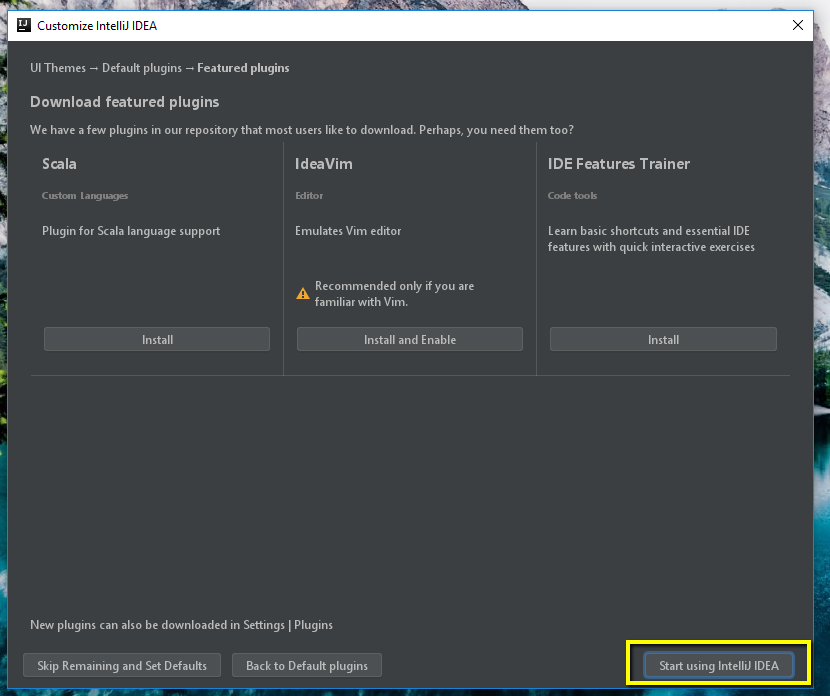 IJ
Customize IntelliJ IDEA
UI Themes → Default plugins → Featured plugins
Download featured plugins
We have a few plugins in our repository that most users like to download. Perhaps, you need them too?
Scala
Custom Languages
Plugin for Scala language support
Install
IdeaVim
Editor
Emulates Vim editor
Recommended only if you are
familiar with Vim.
Install and Enable
IDE Features Trainer
Code tools
Learn basic shortcuts and essential IDE
features with quick interactive exercises
Install
New plugins can also be downloaded in Settings | Plugins
Skip Remaining and Set Defaults
Back to Default plugins
Start using IntelliJ IDEA